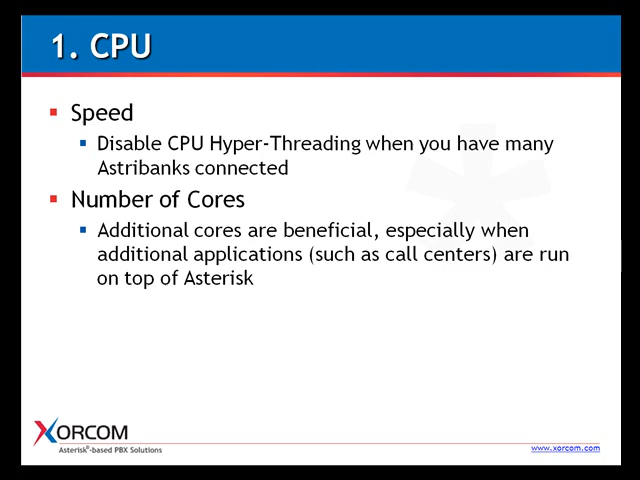 1. CPU
Speed
Disable CPU Hyper-Threading when you have many
Astribanks connected
Number of Cores
Additional cores are beneficial, especially when
additional applications (such as call centers) are run
on top of Asterisk
XORCOM
Asterisk®-based PBX Solutions
www.xorcom.com